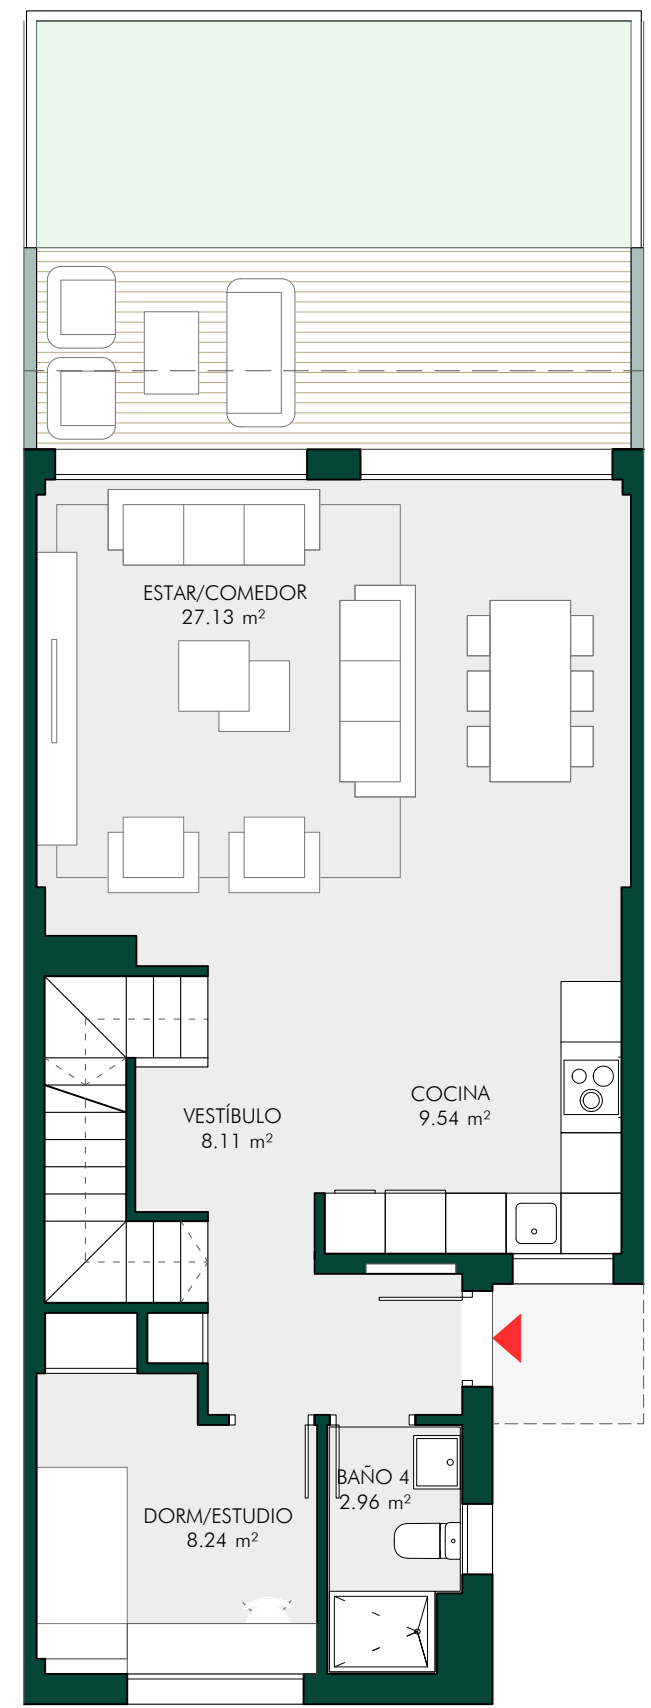 ESTAR/COMEDOR
27.13 m²
COCINA
9.54 m²
VESTÍBULO
8.11 m²
BAÑO 4
2.96 m²
DORM/ESTUDIO
8.24 m²